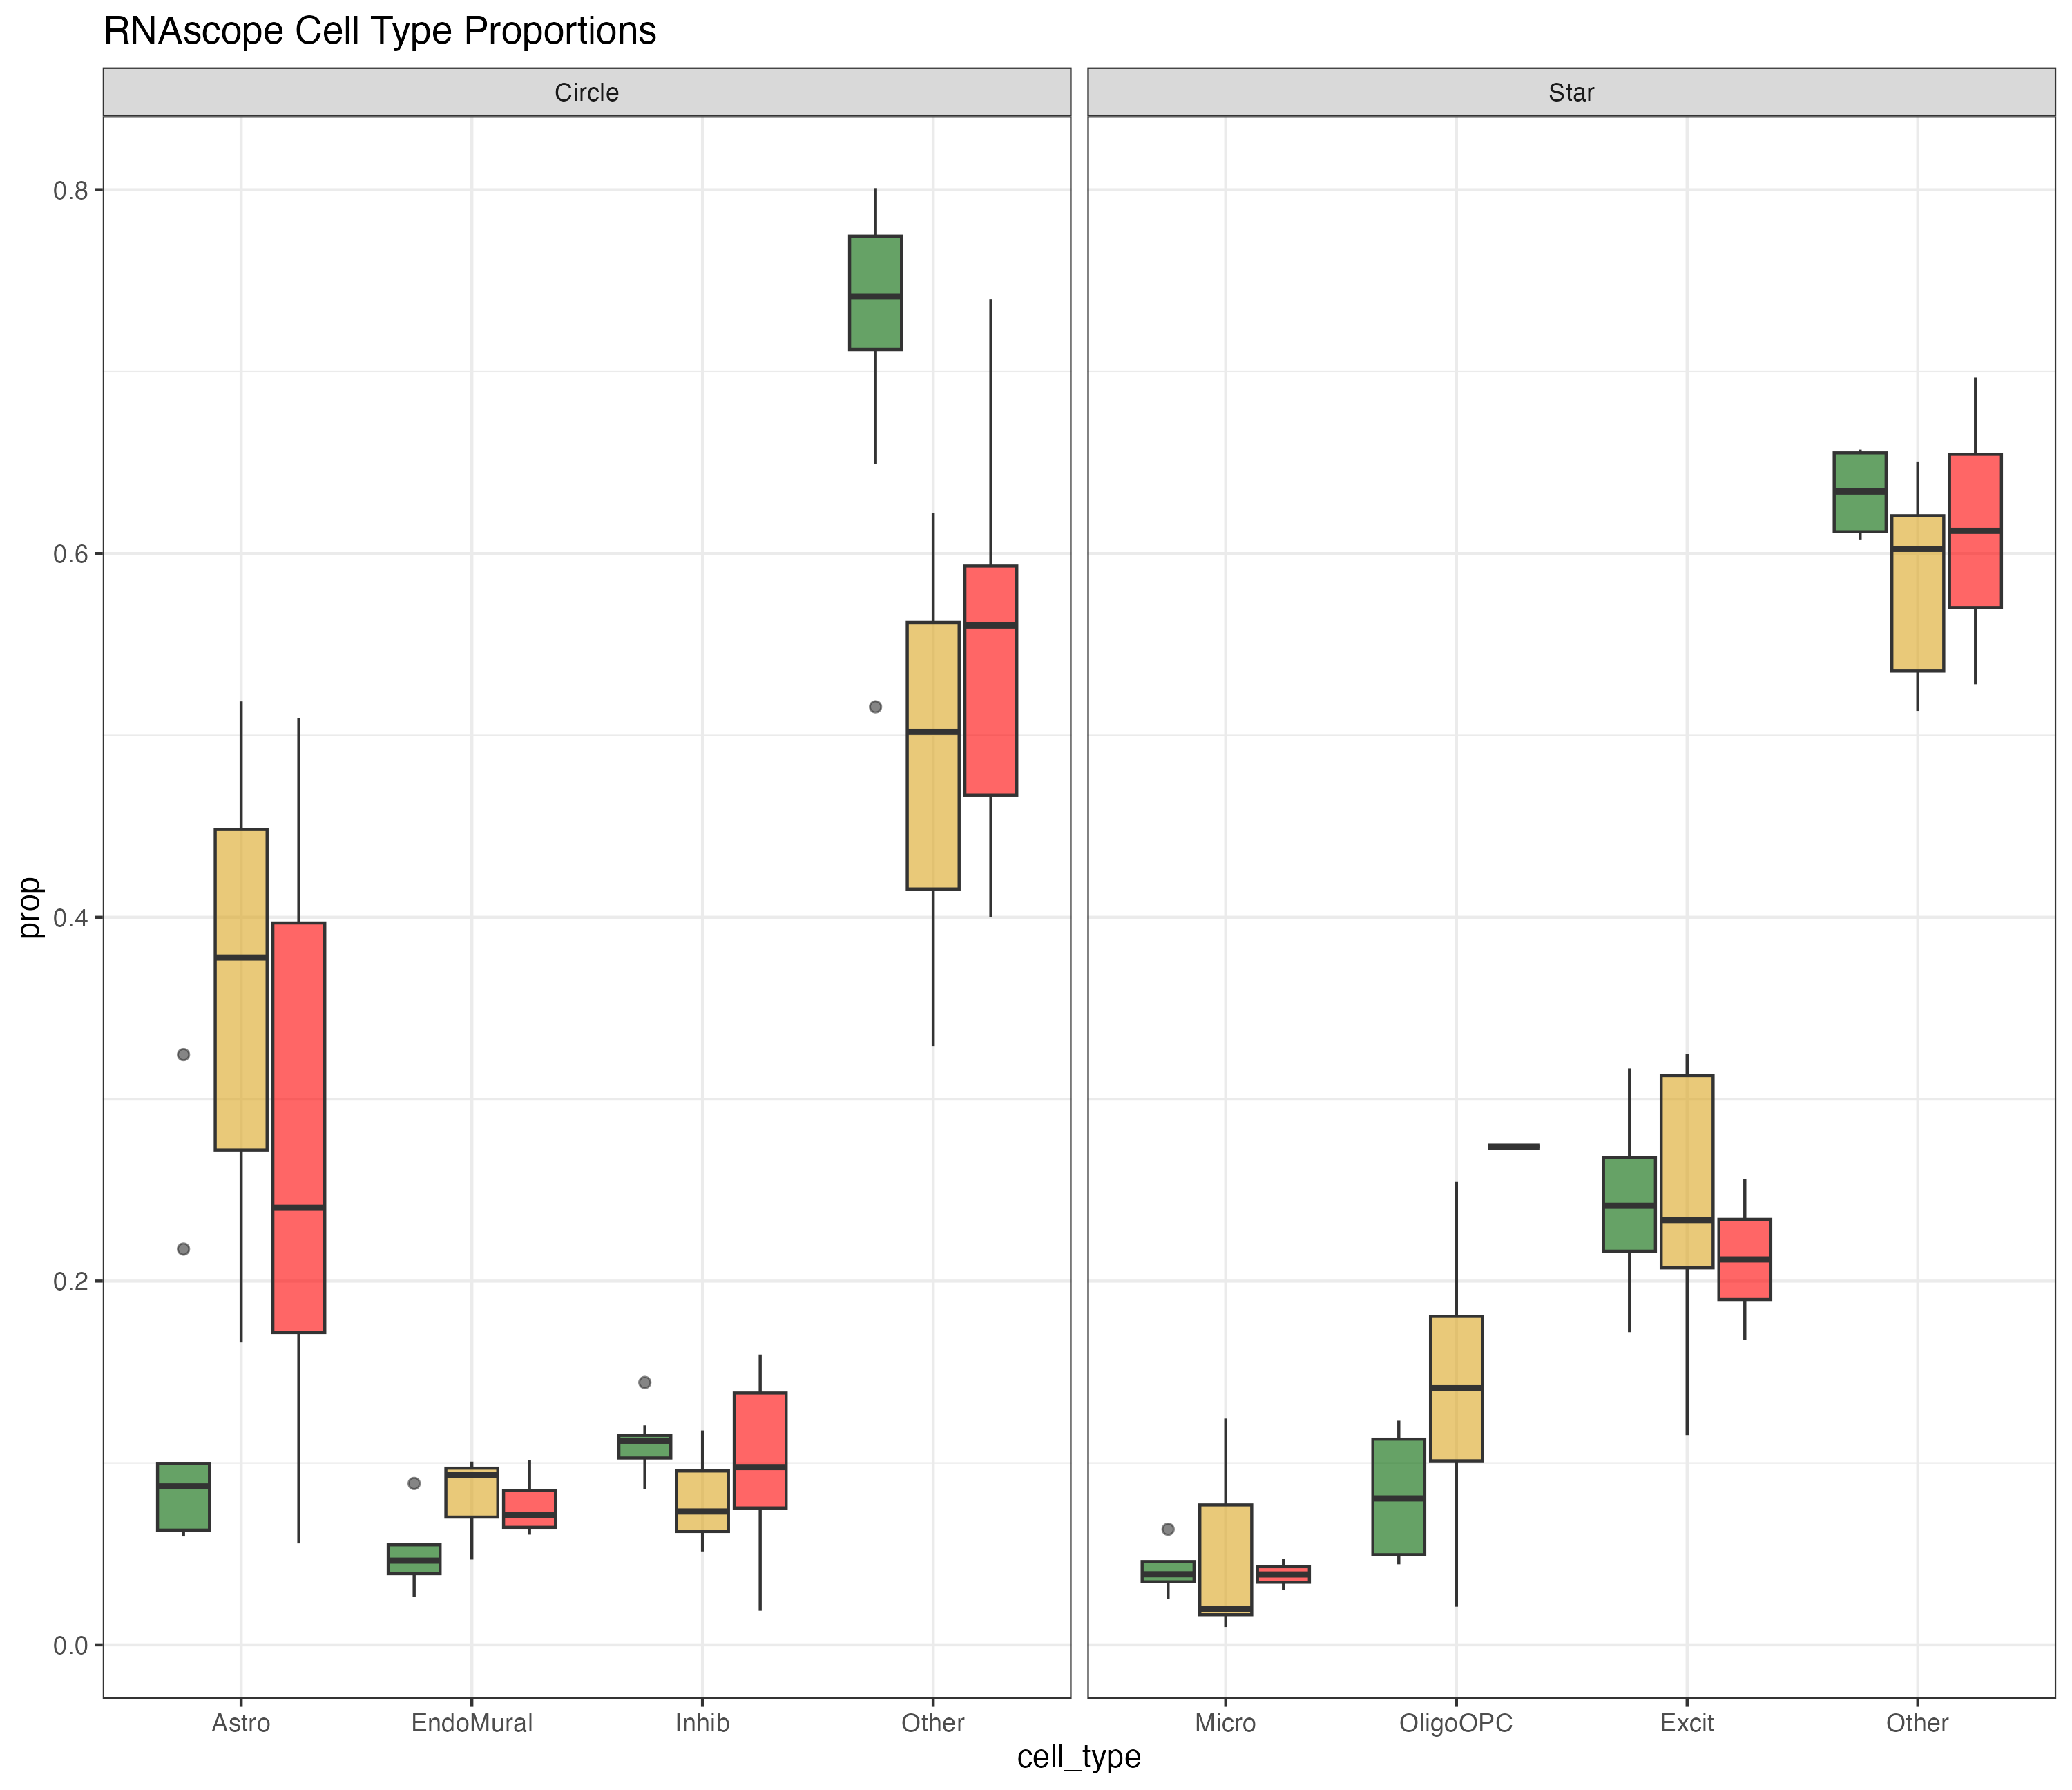 RNAscope Cell Type Proportions
Circle
Star
0.8
0.6
0.4
0.2
0.0
prop
Astro
EndoMural
Inhib
Other
Micro
OligoOPC
Excit
Other
cell_type